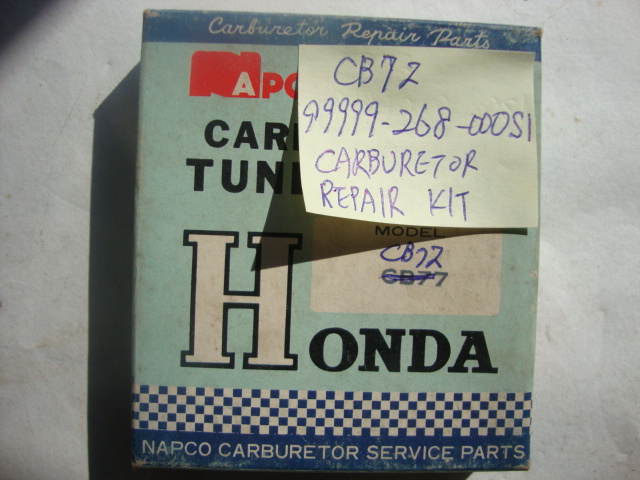 Carburetor Repair Parts
NAPC
CB72
99999-268-000S1
CARBURETOR
REPAIR KIT
CAR
TUN
MODEL
CB72
CB77
HONDA
NAPCO CARBURETOR SERVICE PARTS